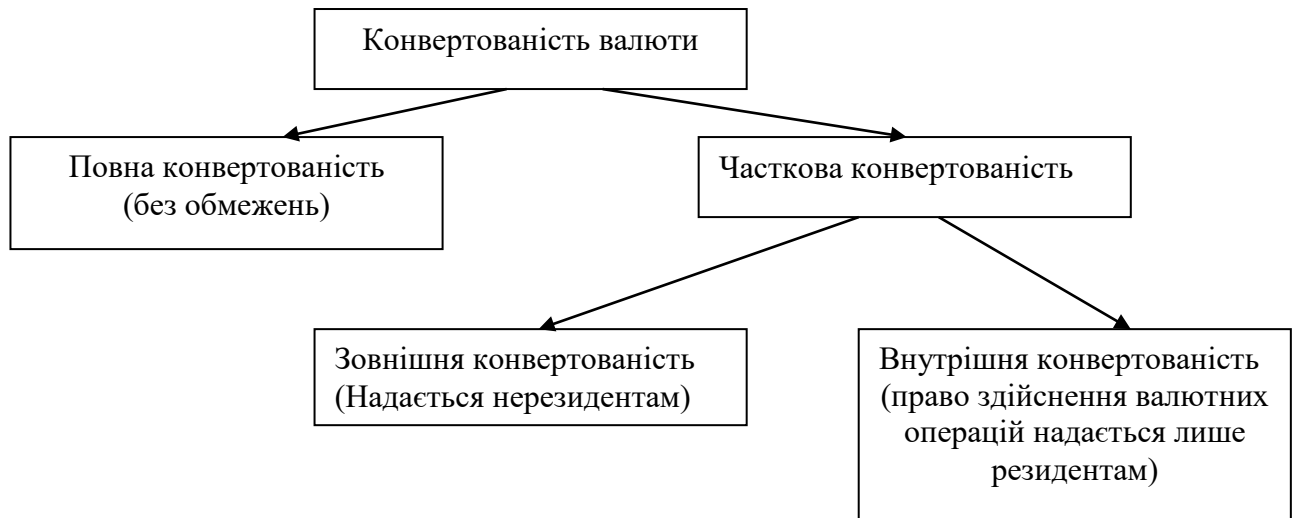 Конвертованість валюти
Повна конвертованість
(без обмежень)
Часткова конвертованість
Зовнішня конвертованість
(Надається нерезидентам)
Внутрішня конвертованість
(право здійснення валютних
операцій надається лише
резидентам)